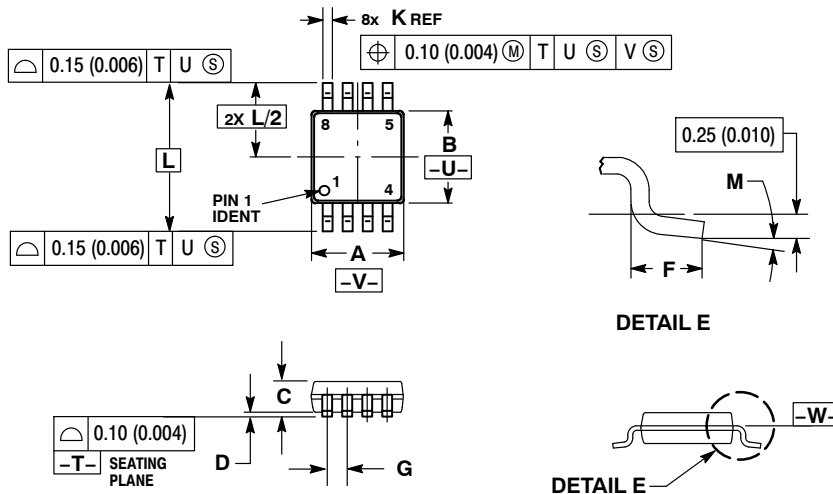 8x K REF
⌖ 0.10 (0.004) Ⓜ T U Ⓢ V Ⓢ
⌓ 0.15 (0.006) T U Ⓢ
2X L/2
L
8 5
B
–U–
PIN 1
IDENT
1 4
⌓ 0.15 (0.006) T U Ⓢ
A
–V–
0.25 (0.010)
M
F
DETAIL E
C
⌓ 0.10 (0.004)
–T– SEATING
PLANE
D
G
–W–
DETAIL E